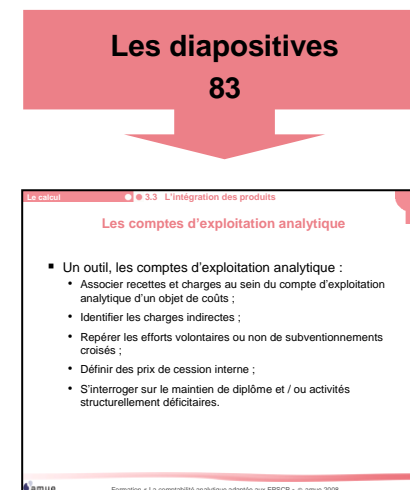 Les diapositives
83
Le calcul 3.3 L'intégration des produits
Les comptes d'exploitation analytique
Un outil, les comptes d'exploitation analytique :
• Associer recettes et charges au sein du compte d'exploitation
analytique d'un objet de coûts ;
• Identifier les charges indirectes ;
• Repérer les efforts volontaires ou non de subventionnements
croisés ;
• Définir des prix de cession interne ;
• S'interroger sur le maintien de diplôme et / ou activités
structurellement déficitaires.
amue Formation « La comptabilité analytique adaptée aux EPSCP » © amue 2008